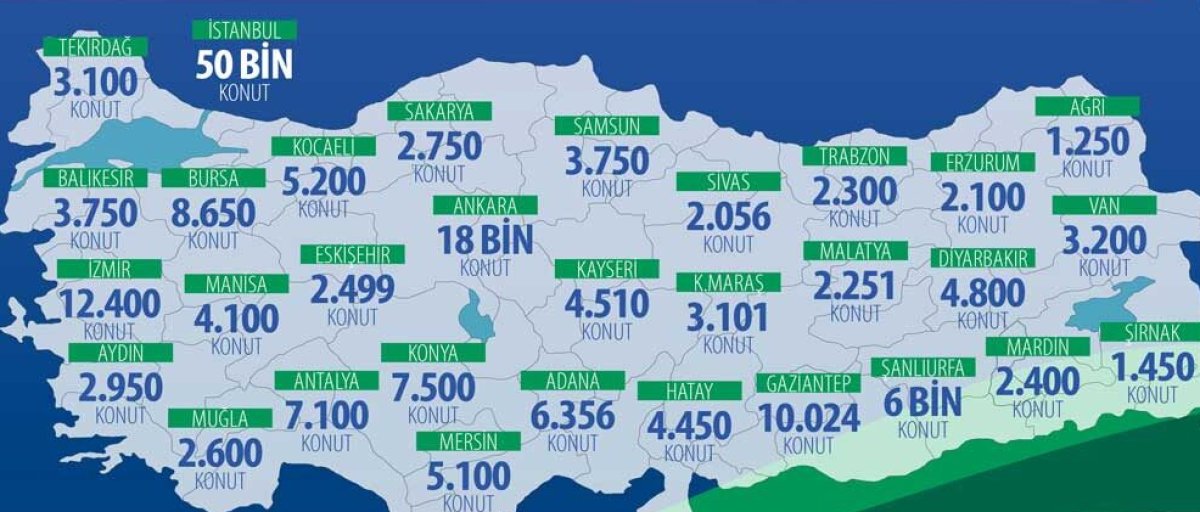 İSTANBUL
50 BİN
KONUT
TEKİRDAĞ
3.100
KONUT
SAKARYA
2.750
KONUT
AĞRI
1.250
KONUT
SAMSUN
3.750
KONUT
KOCAELİ
5.200
KONUT
TRABZON
2.300
KONUT
ERZURUM
2.100
KONUT
BALIKESİR
3.750
KONUT
BURSA
8.650
KONUT
SİVAS
2.056
KONUT
ANKARA
18 BİN
KONUT
VAN
3.200
KONUT
ESKİŞEHİR
2.499
KONUT
MALATYA
2.251
KONUT
DİYARBAKIR
4.800
KONUT
İZMİR
12.400
KONUT
MANİSA
4.100
KONUT
KAYSERİ
4.510
KONUT
K.MARAŞ
3.101
KONUT
ŞIRNAK
1.450
KONUT
MARDİN
2.400
KONUT
AYDIN
2.950
KONUT
KONYA
7.500
KONUT
ANTALYA
7.100
KONUT
ADANA
6.356
KONUT
HATAY
4.450
KONUT
GAZİANTEP
10.024
KONUT
ŞANLIURFA
6 BİN
KONUT
MUĞLA
2.600
KONUT
MERSİN
5.100
KONUT